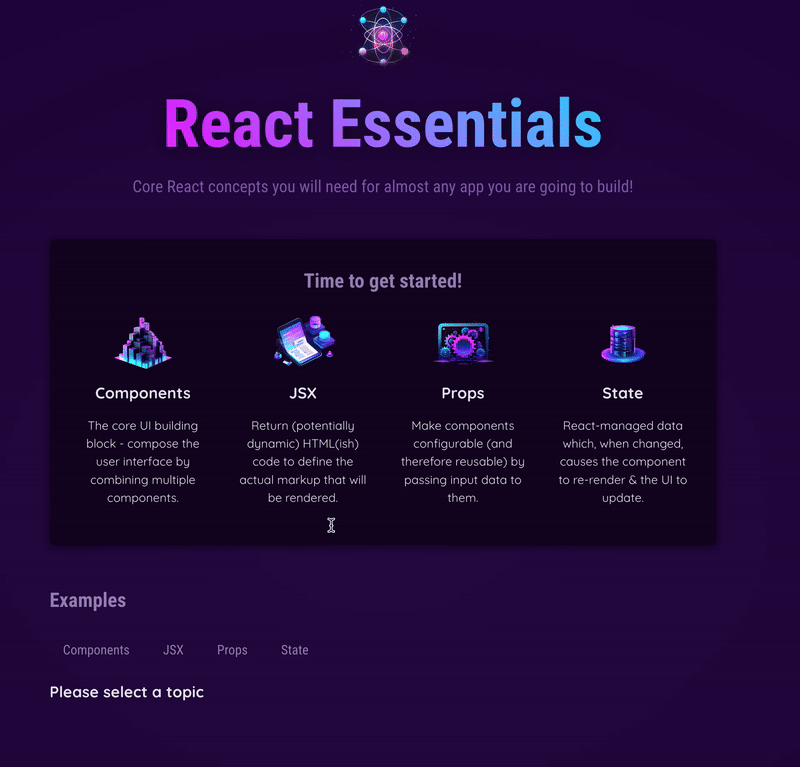 React Essentials
Core React concepts you will need for almost any app you are going to build!
Time to get started!
Components
The core UI building
block - compose the
user interface by
combining multiple
components.
JSX
Return (potentially
dynamic) HTML(ish)
code to define the
actual markup that will
be rendered.
Props
Make components
configurable (and
therefore reusable) by
passing input data to
them.
State
React-managed data
which, when changed,
causes the component
to re-render & the UI to
update.
Examples
Components JSX Props State
Please select a topic